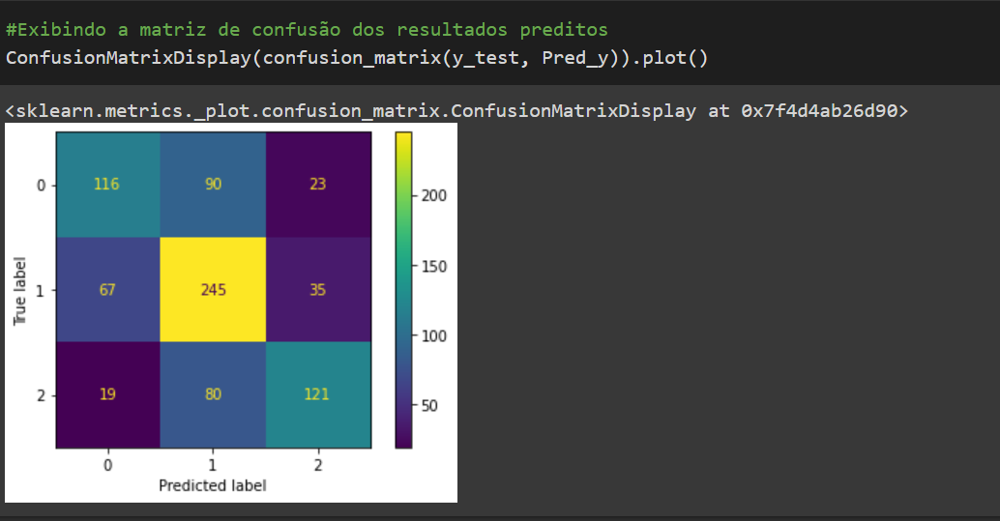 #Exibindo a matriz de confusão dos resultados preditos
ConfusionMatrixDisplay(confusion_matrix(y_test, Pred_y)).plot()
<sklearn.metrics._plot.confusion_matrix.ConfusionMatrixDisplay at 0x7f4d4ab26d90>
0 116 90 23
200
150
True label
1 67 245 35
100
2 19 80 121
50
0 1 2
Predicted label